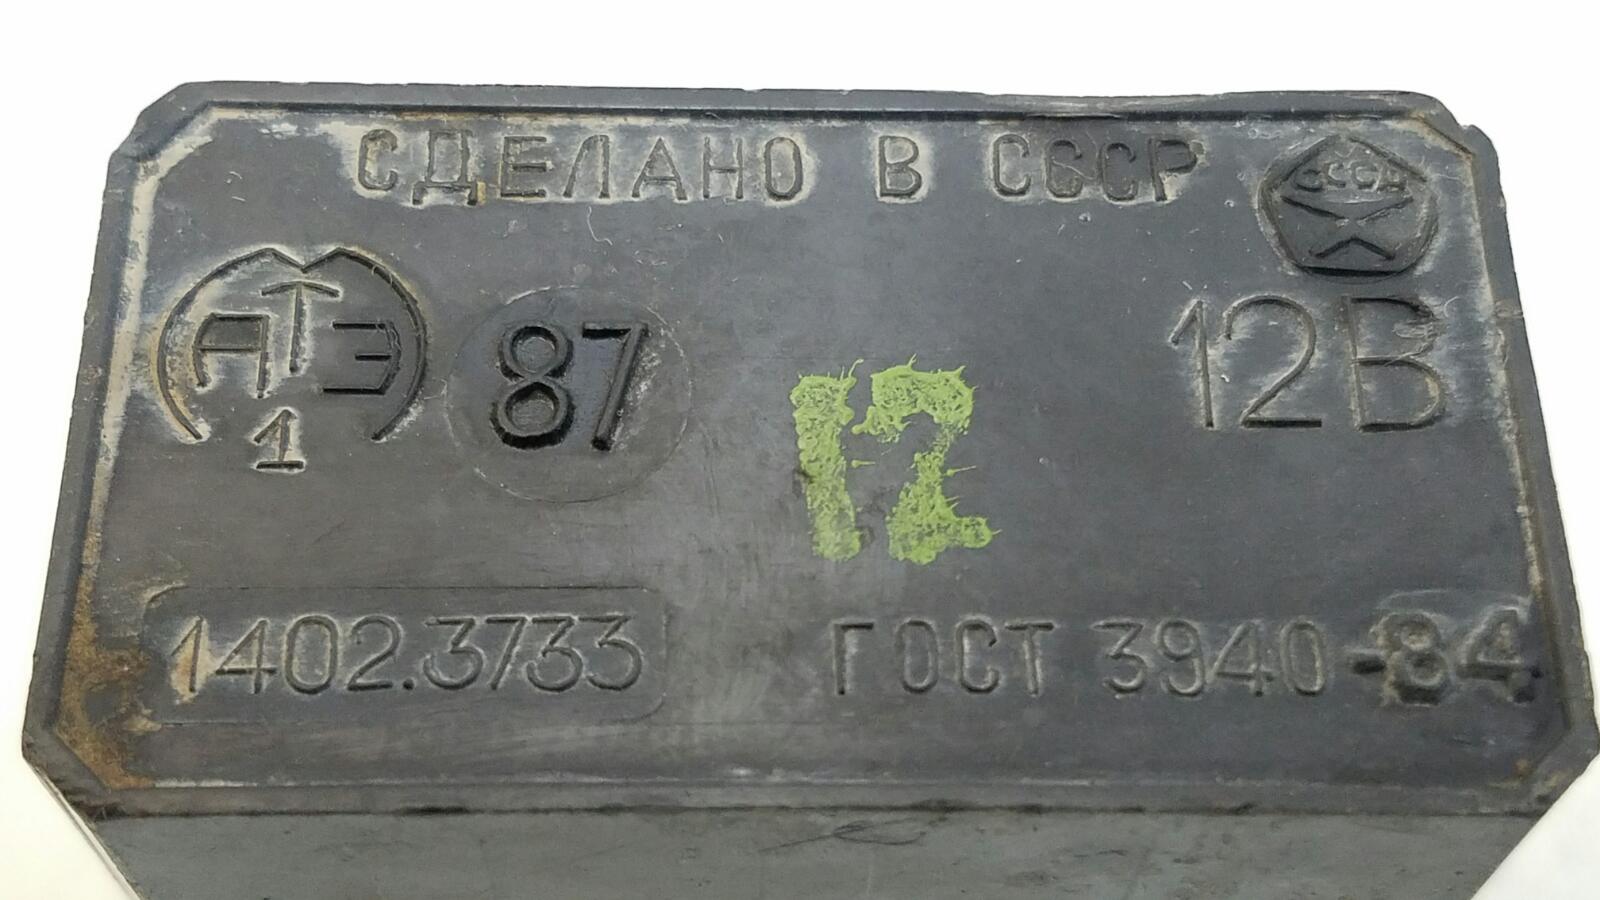 СДЕЛАНО В СССР
СССР
АТЭ
1
87
12В
12
1402.3733
ГОСТ 3940-84